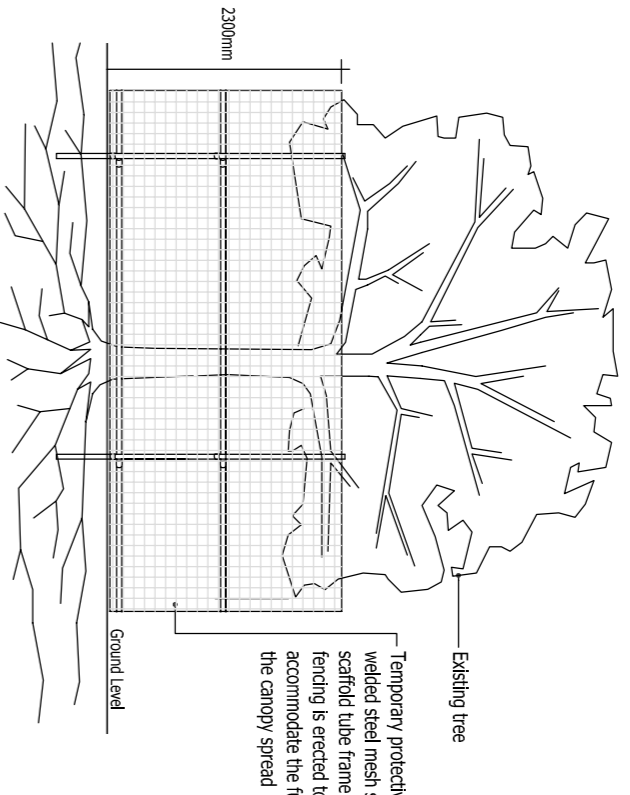 2300mm
Existing tree
Temporary protective
welded steel mesh
scaffold tube frame
fencing is erected to
accommodate the
the canopy spread
Ground Level